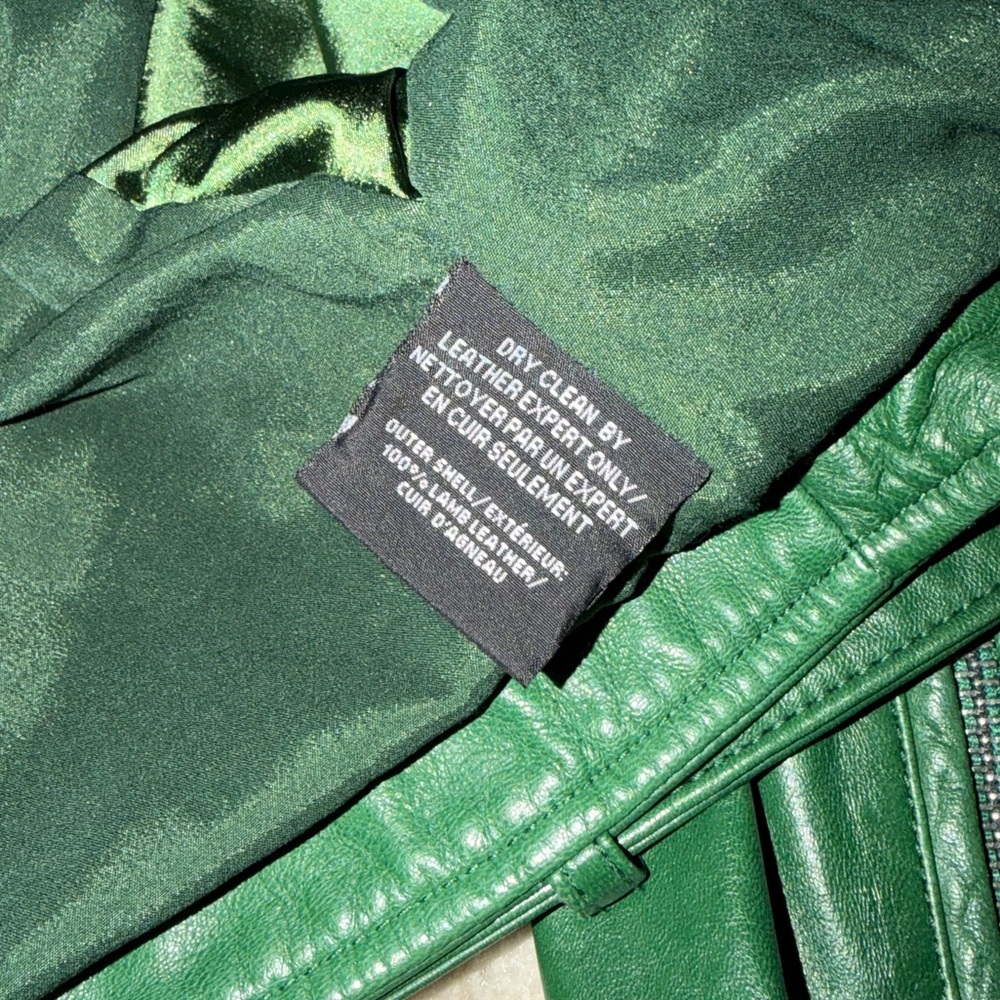 DRY CLEAN BY
LEATHER EXPERT ONLY/
NETTOYER PAR UN EXPERT
EN CUIR SEULEMENT
OUTER SHELL/EXTÉRIEUR:
100% LAMB LEATHER/
CUIR D'AGNEAU